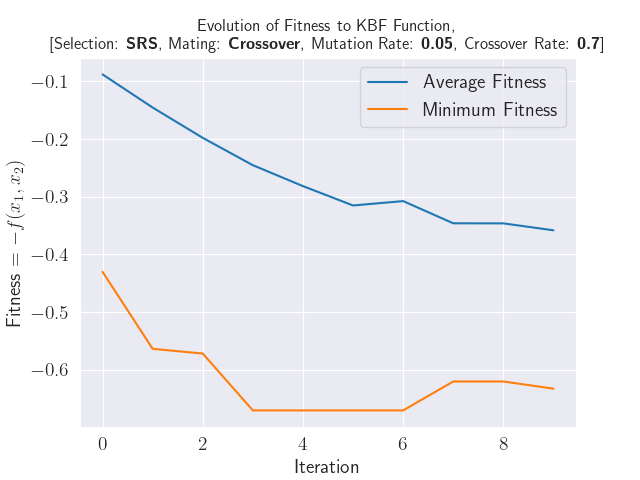 Evolution of Fitness to KBF Function,
[Selection: SRS, Mating: Crossover, Mutation Rate: 0.05, Crossover Rate: 0.7]
Average Fitness
Minimum Fitness
Fitness = −f(x₁, x₂)
−0.1
−0.2
−0.3
−0.4
−0.5
−0.6
0 2 4 6 8
Iteration